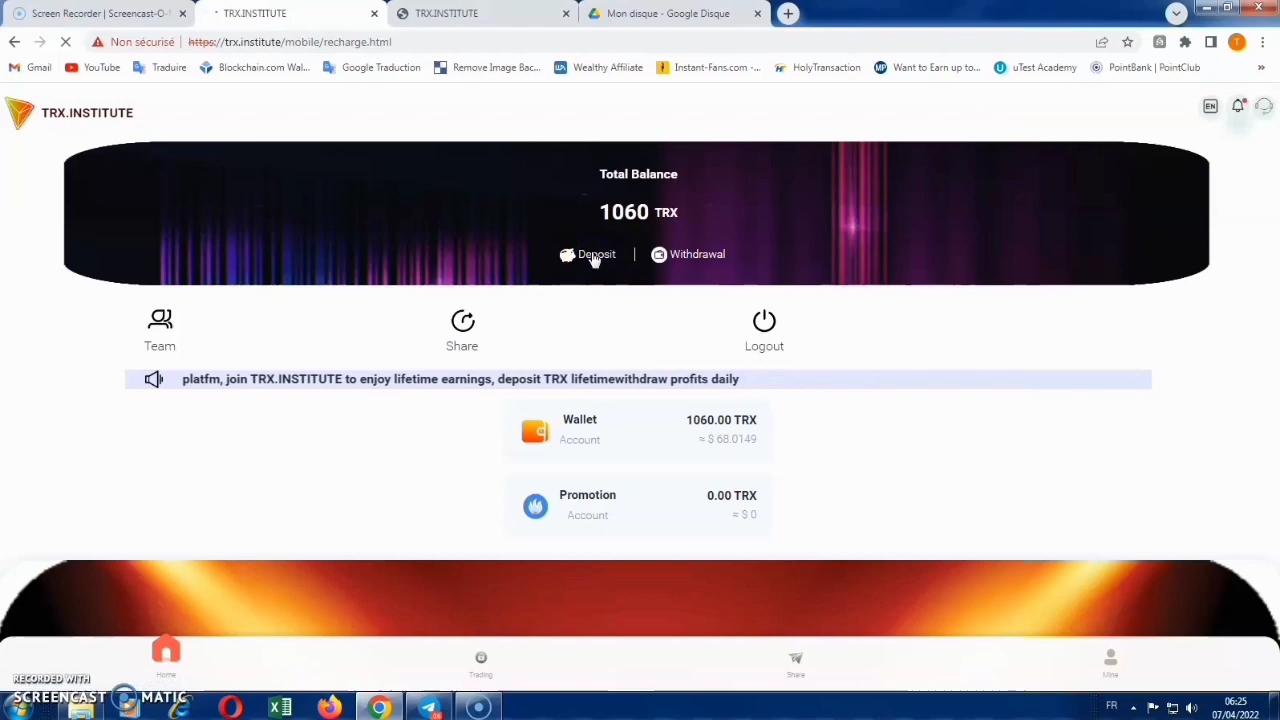 Screen Recorder | Screencast-O-
TRX.INSTITUTE
TRX.INSTITUTE
Mon disque - Google Disque
Non sécurisé
https://trx.institute/mobile/recharge.html
T
Gmail
YouTube
Traduire
Blockchain.com Wal...
Google Traduction
Remove Image Bac...
WA
Wealthy Affiliate
Instant-Fans.com -...
HolyTransaction
MP
Want to Earn up to...
uTest Academy
PointBank | PointClub
»
TRX.INSTITUTE
EN
Total Balance
1060 TRX
Deposit | Withdrawal
Team
Share
Logout
platfm, join TRX.INSTITUTE to enjoy lifetime earnings, deposit TRX lifetimewithdraw profits daily
Wallet
1060.00 TRX
Account
≈ $ 68.0149
Promotion
0.00 TRX
Account
≈ $ 0
Home
Trading
Share
Mine
RECORDED WITH
SCREENCAST MATIC
FR
06:25
07/04/2022